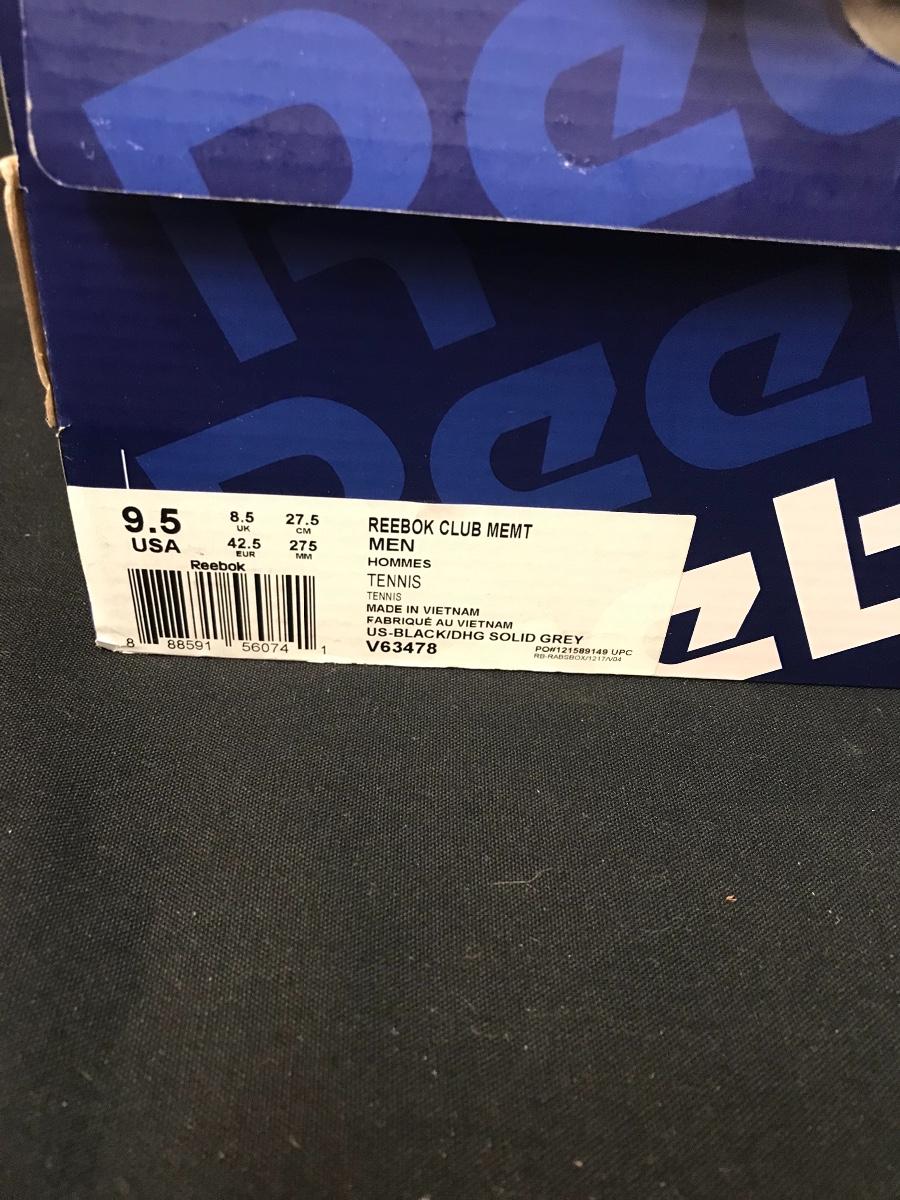 Reebok
9.5
USA
8.5
UK
27.5
CM
42.5
EUR
275
MM
Reebok
8 88591 56074 1
REEBOK CLUB MEMT
MEN
HOMMES
TENNIS
TENNIS
MADE IN VIETNAM
FABRIQUÉ AU VIETNAM
US-BLACK/DHG SOLID GREY
V63478
PO#121589149 UPC
RB-RABSBOX/1217/V04